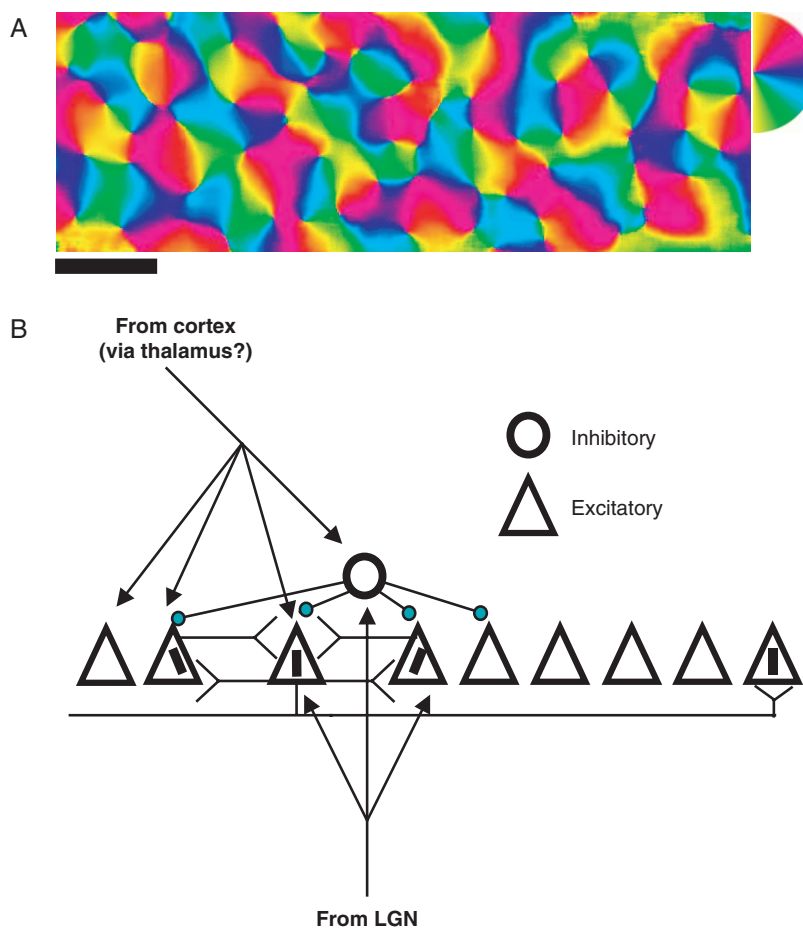 A
B
From cortex
(via thalamus?)
Inhibitory
Excitatory
From LGN